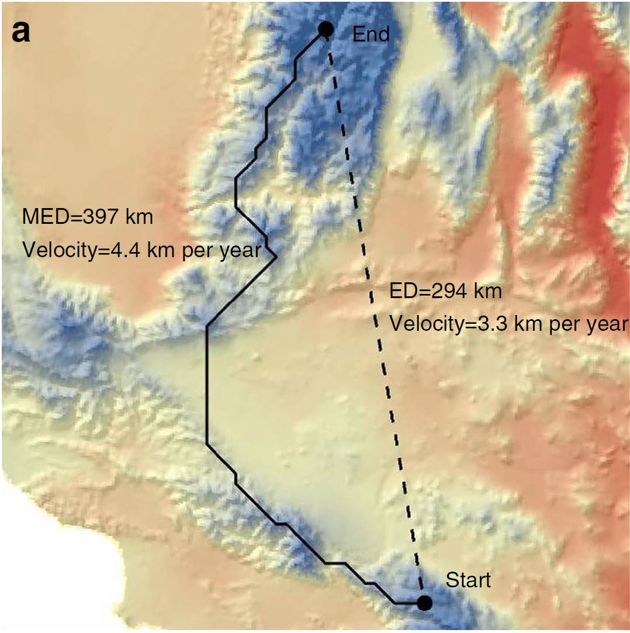 a
End
MED=397 km
Velocity=4.4 km per year
ED=294 km
Velocity=3.3 km per year
Start